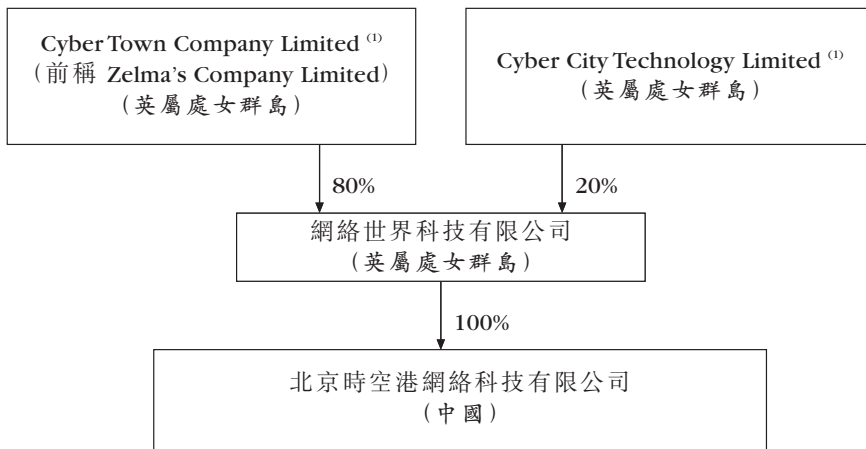 Cyber Town Company Limited (1)
(前稱 Zelma's Company Limited)
(英屬處女群島)
Cyber City Technology Limited (1)
(英屬處女群島)
80%
20%
網絡世界科技有限公司
(英屬處女群島)
100%
北京時空港網絡科技有限公司
(中國)